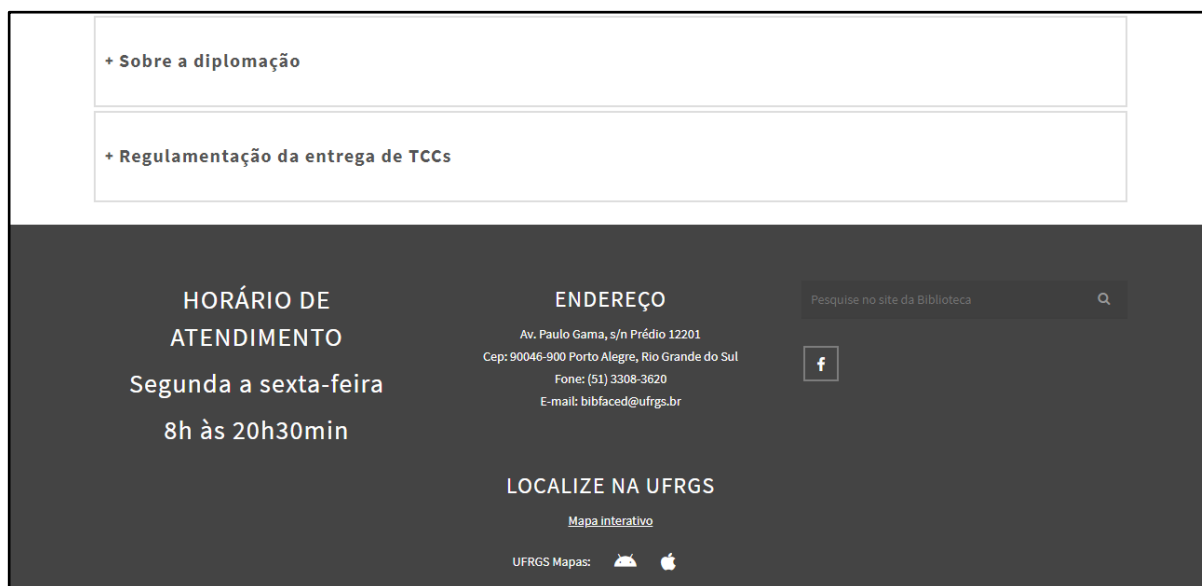 + Sobre a diplomação
+ Regulamentação da entrega de TCCs
HORÁRIO DE
ATENDIMENTO
Segunda a sexta-feira
8h às 20h30min
ENDEREÇO
Av. Paulo Gama, s/n Prédio 12201
Cep: 90046-900 Porto Alegre, Rio Grande do Sul
Fone: (51) 3308-3620
E-mail: bibfaced@ufrgs.br
Pesquise no site da Biblioteca
LOCALIZE NA UFRGS
Mapa interativo
UFRGS Mapas: